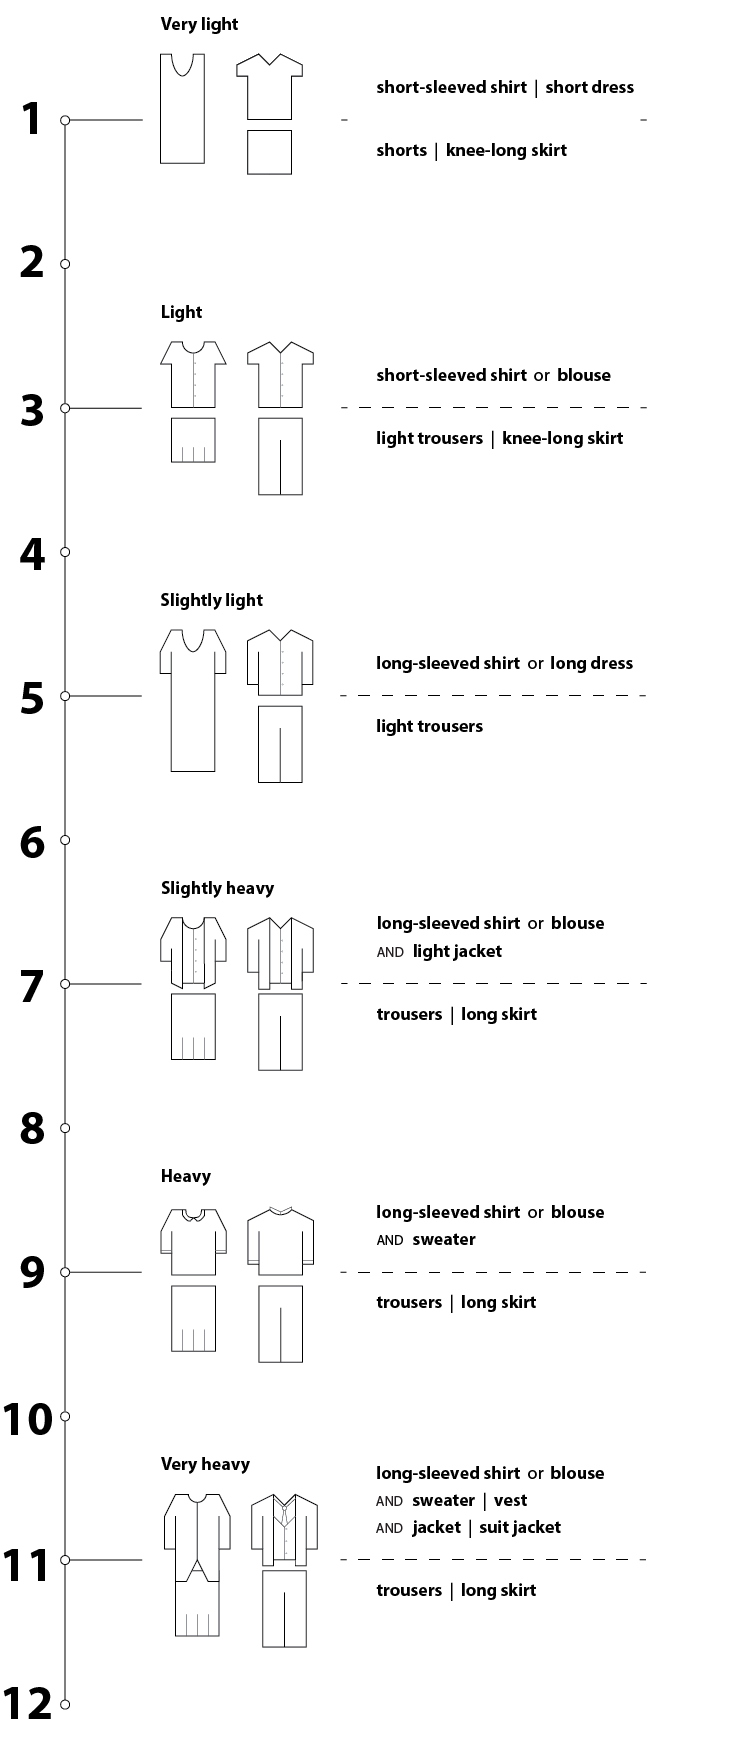 Very light
short-sleeved shirt | short dress
1
shorts | knee-long skirt
2
Light
short-sleeved shirt or blouse
3
light trousers | knee-long skirt
4
Slightly light
long-sleeved shirt or long dress
5
light trousers
6
Slightly heavy
long-sleeved shirt or blouse
AND light jacket
7
trousers | long skirt
8
Heavy
long-sleeved shirt or blouse
AND sweater
9
trousers | long skirt
10
Very heavy
long-sleeved shirt or blouse
AND sweater | vest
AND jacket | suit jacket
11
trousers | long skirt
12